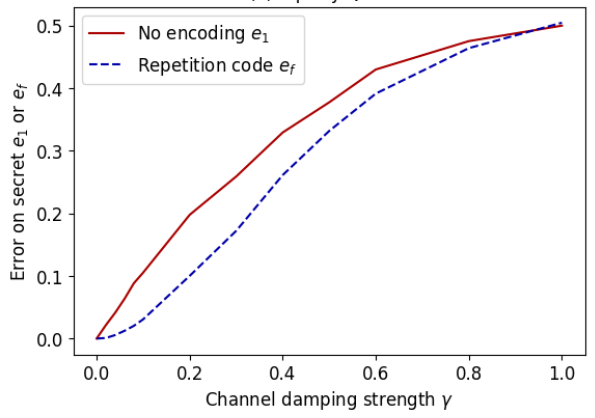 0.5
0.4
0.3
0.2
0.1
0.0
Error on secret e₁ or e_f
No encoding e₁
Repetition code e_f
0.0 0.2 0.4 0.6 0.8 1.0
Channel damping strength γ